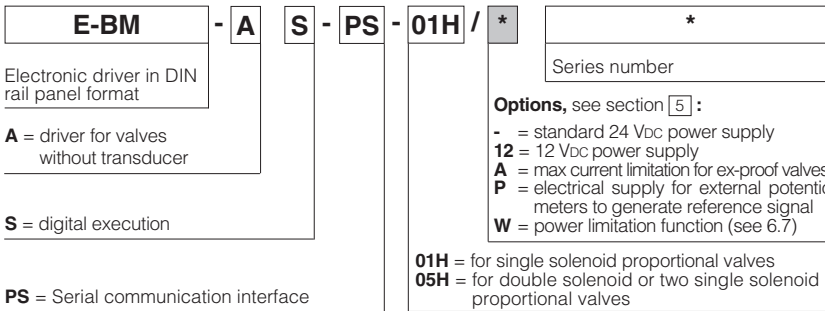 E-BM - A S - PS - 01H / * *
Electronic driver in DIN
rail panel format
Series number
Options, see section 5 :
- = standard 24 VDC power supply
12 = 12 VDC power supply
A = max current limitation for ex-proof valves
P = electrical supply for external potentio
meters to generate reference signal
W = power limitation function (see 6.7)
A = driver for valves
without transducer
S = digital execution
01H = for single solenoid proportional valves
05H = for double solenoid or two single solenoid
proportional valves
PS = Serial communication interface